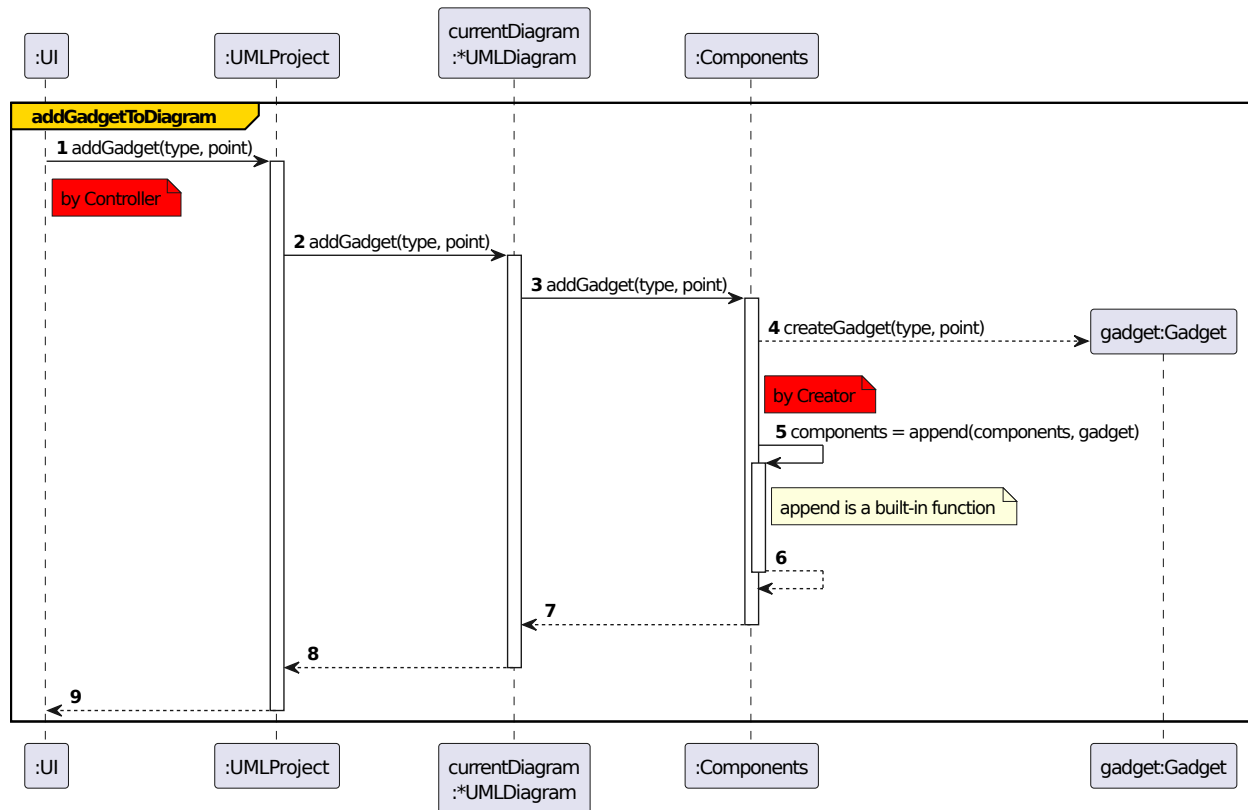 currentDiagram
:UI
:UMLProject
:*UMLDiagram
:Components
addGadgetToDiagram
1 addGadget(type, point)
by Controller
2 addGadget(type, point)
3 addGadget(type, point)
4 createGadget(type, point)
gadget:Gadget
by Creator
5 components = append(components, gadget)
append is a built-in function
6
7
8
9
:UI
:UMLProject
currentDiagram
:*UMLDiagram
:Components
gadget:Gadget